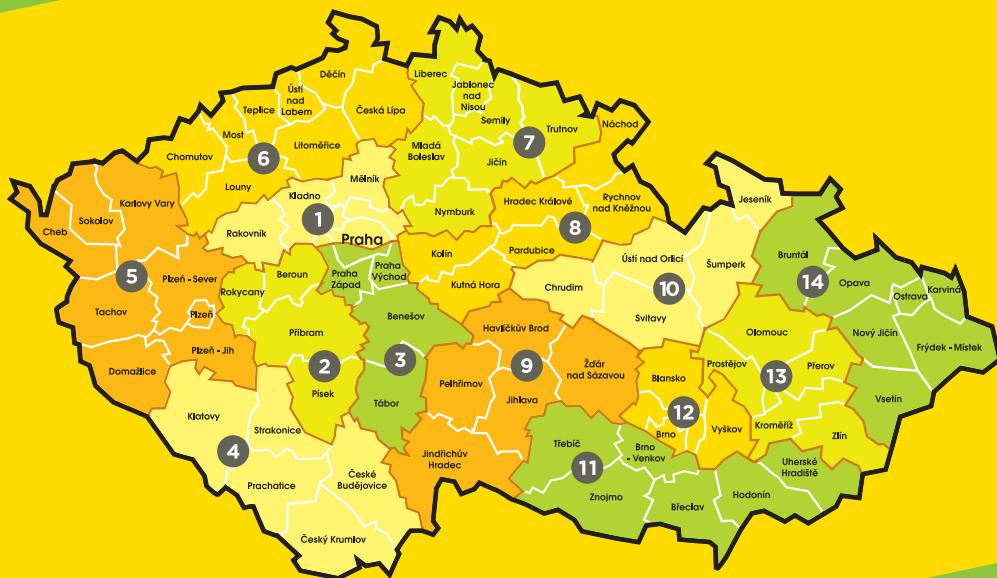 Děčín
Liberec
Ústí
nad
Labem
Jablonec
nad
Nisou
Teplice
Česká Lípa
Semily
Trutnov
Náchod
Most
Litoměřice
Mladá
Boleslav
7
Chomutov
6
Jičín
Mělník
Louny
Kladno
Jeseník
Karlovy Vary
Hradec Králové
Rychnov
nad Kněžnou
Sokolov
Nymburk
1
Cheb
Rakovník
Praha
8
Bruntál
Kolín
Pardubice
Ústí nad Orlicí
Šumperk
5
Plzeň - Sever
Beroun
Praha
Západ
Praha
Východ
14
Opava
Rokycany
Kutná Hora
Chrudim
10
Ostrava
Karviná
Tachov
Plzeň
Benešov
Svitavy
Příbram
Havlíčkův Brod
Olomouc
Nový Jičín
Frýdek - Místek
Plzeň - Jih
3
9
Žďár
nad Sázavou
Prostějov
Přerov
Domažlice
2
13
Písek
Pelhřimov
Blansko
Jihlava
Vsetín
Klatovy
Tábor
12
Strakonice
Brno
Vyškov
Kroměříž
Zlín
4
Třebíč
Brno
- Venkov
Jindřichův
Hradec
11
Uherské
Hradiště
České
Budějovice
Prachatice
Znojmo
Hodonín
Břeclav
Český Krumlov